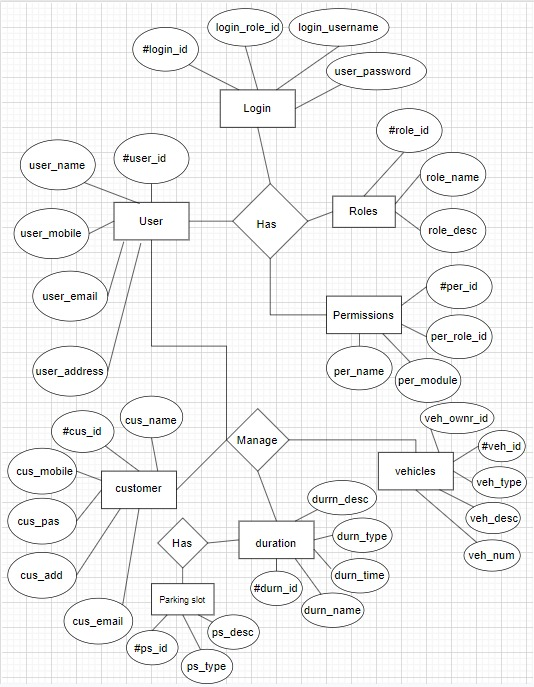 login_role_id
login_username
#login_id
user_password
Login
#role_id
user_name
#user_id
role_name
User
Has
Roles
user_mobile
role_desc
#per_id
user_email
Permissions
per_role_id
user_address
per_name
per_module
cus_name
veh_ownr_id
#cus_id
Manage
#veh_id
cus_mobile
vehicles
veh_type
customer
durrn_desc
cus_pas
veh_desc
durn_type
Has
duration
veh_num
cus_add
durn_time
#durn_id
Parking slot
durn_name
cus_email
ps_desc
#ps_id
ps_type